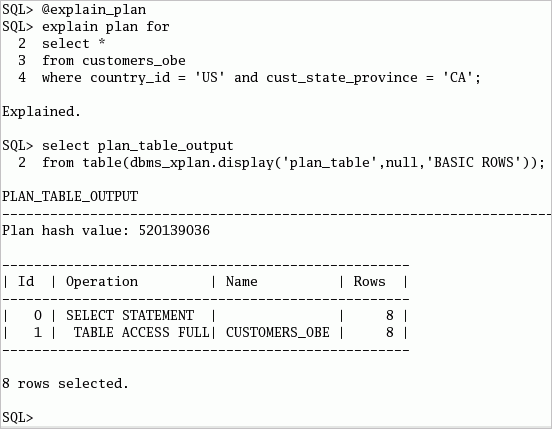 SQL> @explain_plan
SQL> explain plan for
  2  select *
  3  from customers_obe
  4  where country_id = 'US' and cust_state_province = 'CA';

Explained.

SQL> select plan_table_output
  2  from table(dbms_xplan.display('plan_table',null,'BASIC ROWS'));

PLAN_TABLE_OUTPUT
---------------------------------------------------------------------
Plan hash value: 520139036

---------------------------------------------------
| Id  | Operation         | Name          | Rows  |
---------------------------------------------------
|   0 | SELECT STATEMENT  |               |     8 |
|   1 |  TABLE ACCESS FULL| CUSTOMERS_OBE |     8 |
---------------------------------------------------

8 rows selected.

SQL>